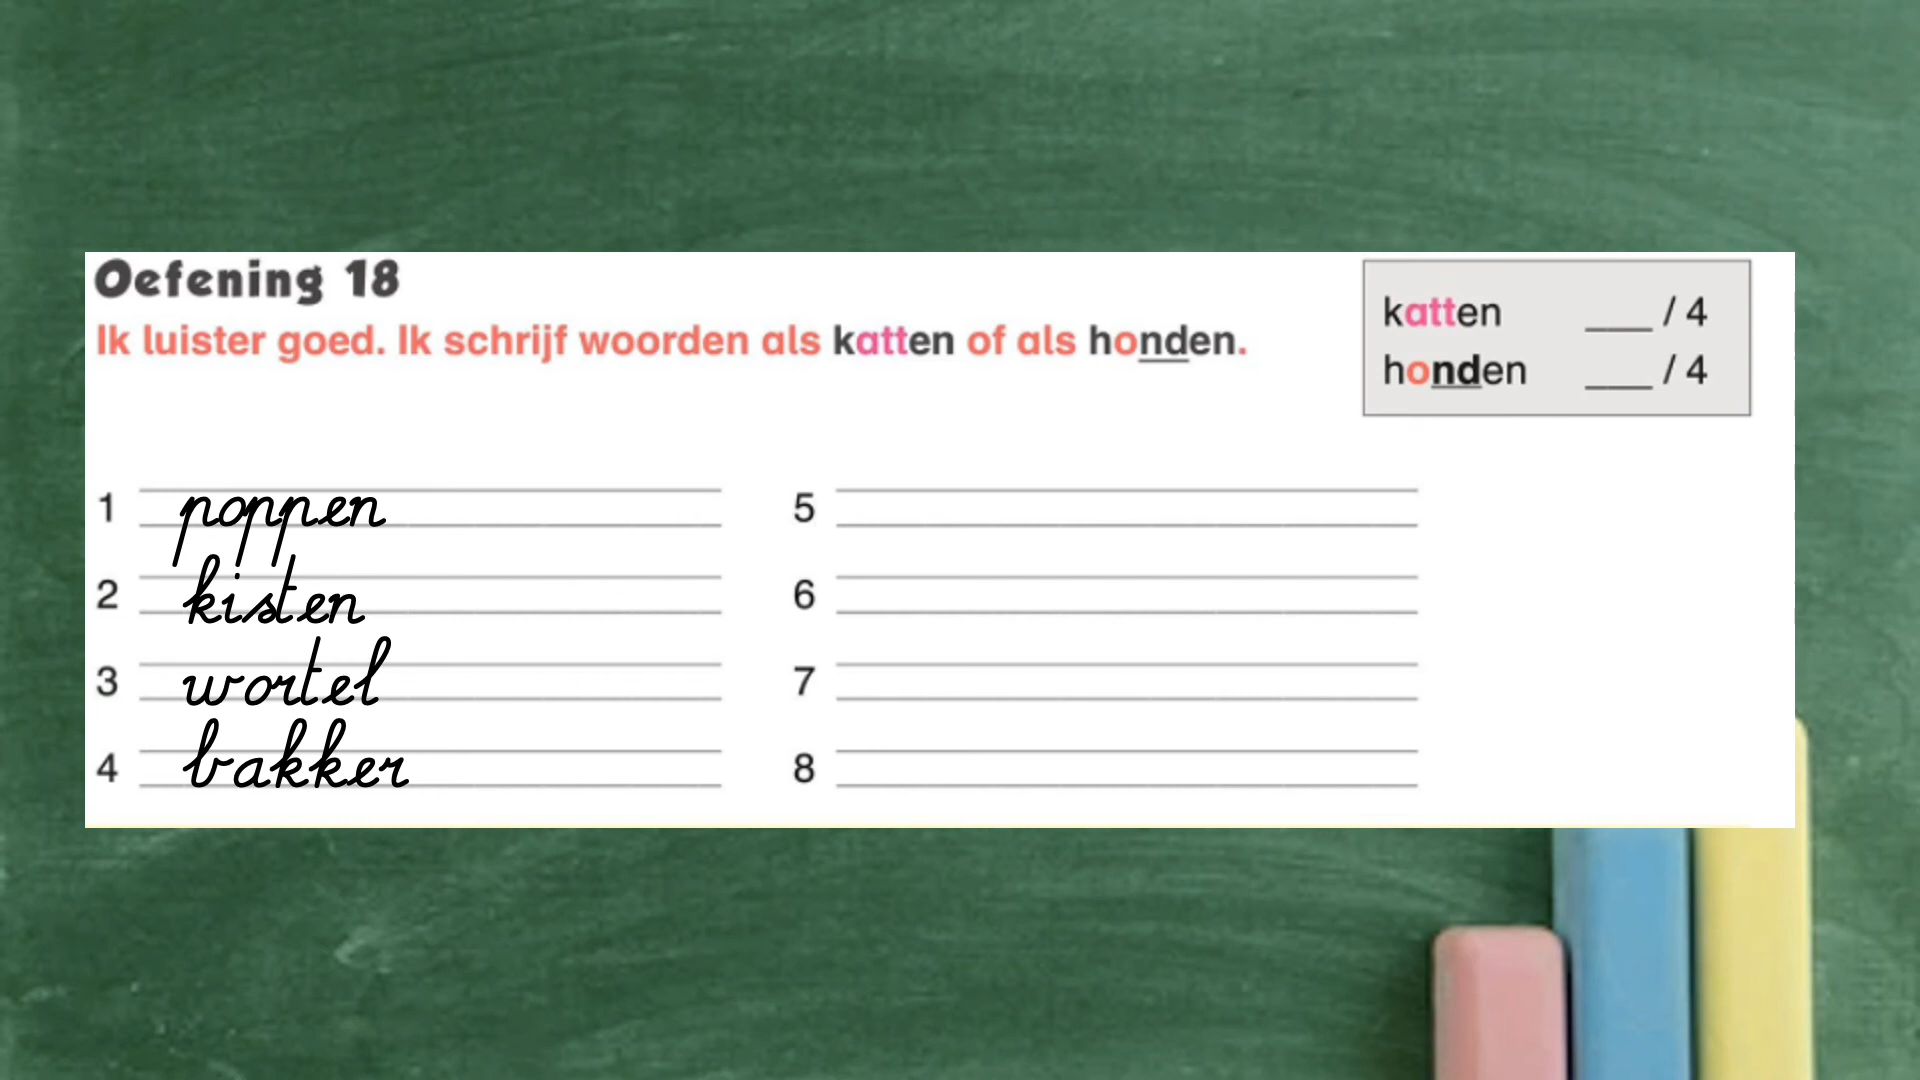 Oefening 18
Ik luister goed. Ik schrijf woorden als katten of als honden.
katten ___ / 4
honden ___ / 4
1 poppen
2 kisten
3 wortel
4 bakker
5
6
7
8